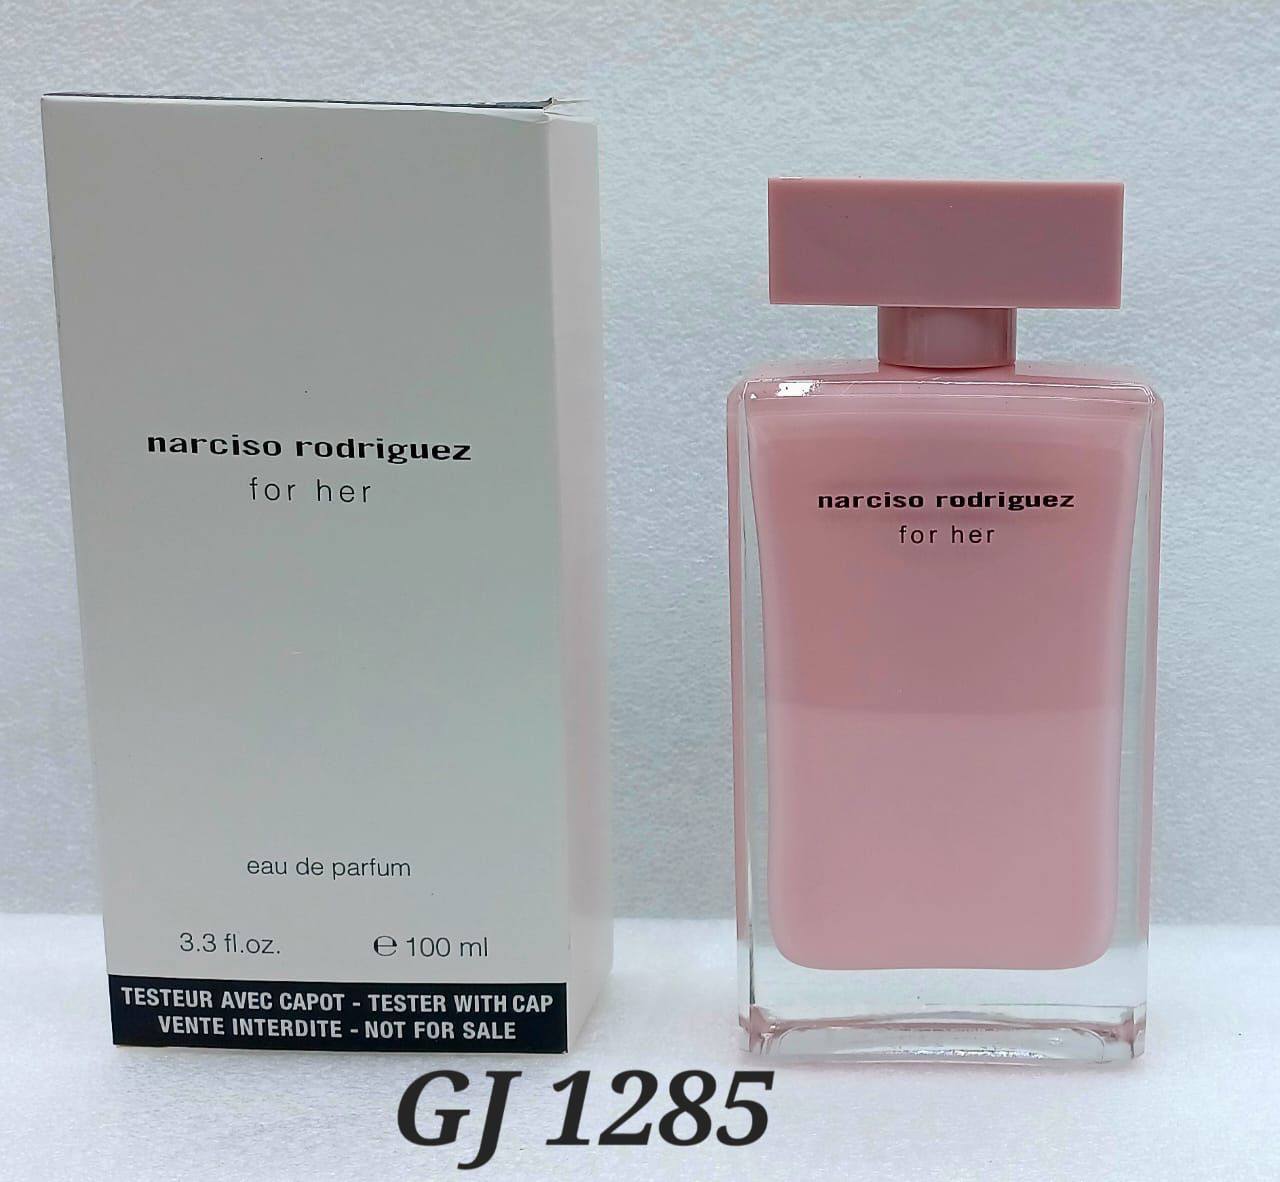 narciso rodriguez
for her
eau de parfum
3.3 fl.oz. ℮ 100 ml
TESTEUR AVEC CAPOT - TESTER WITH CAP
VENTE INTERDITE - NOT FOR SALE
narciso rodriguez
for her
GJ 1285